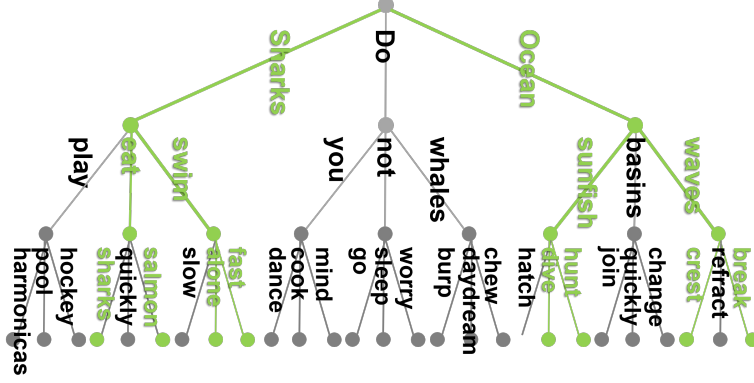 Sharks
Do
Ocean
play
eat
swim
you
not
whales
sunfish
basins
waves
harmonicas
pool
hockey
sharks
quickly
salmon
slow
alone
fast
dance
cook
mind
go
sleep
worry
burp
daydream
chew
hatch
dive
hunt
join
quickly
change
crest
refract
break